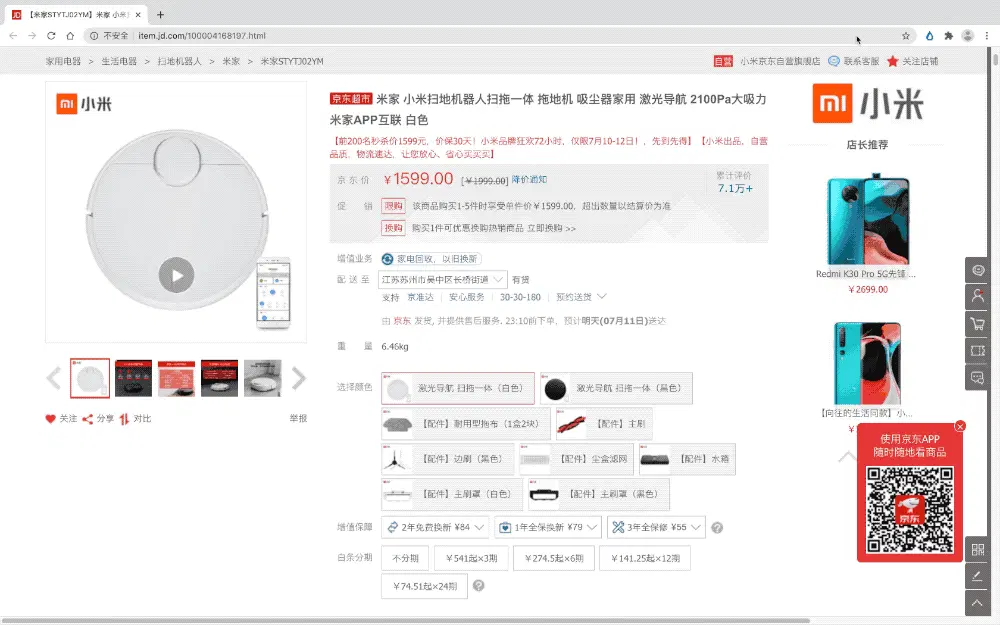 【米家STYTJ02YM】米家 小米
不安全 item.jd.com/100004168197.html
家用电器 > 生活电器 > 扫地机器人 > 米家 > 米家STYTJ02YM
自营 小米京东自营旗舰店 联系客服 关注店铺
小米
京东超市 米家 小米扫地机器人扫拖一体 拖地机 吸尘器家用 激光导航 2100Pa大吸力
米家APP互联 白色
【前200名秒杀价1599元，价保30天！小米品牌狂欢72小时，仅限7月10-12日！，先到先得】【小米出品，自营
品质，物流速达，让您放心、省心买买买】
京东价 ￥1599.00 [￥1999.00] 降价通知
累计评价
7.1万+
促销 限购 该商品购买1-5件时享受单件价￥1599.00，超出数量以结算价为准
换购 购买1件可优惠换购热销商品 立即换购 >>
增值业务 家电回收，以旧换新
配送至 江苏苏州市吴中区长桥街道 有货
支持 京准达 安心服务 30-30-180 预约送货
由 京东 发货, 并提供售后服务. 23:10前下单，预计明天(07月11日)送达
重量 6.46kg
选择颜色 激光导航 扫拖一体（白色） 激光导航 扫拖一体（黑色）
【配件】耐用型拖布（1盒2块） 【配件】主刷
【配件】边刷（黑色） 【配件】尘盒滤网 【配件】水箱
【配件】主刷罩（白色） 【配件】主刷罩（黑色）
增值保障 2年免费换新 ¥84 1年全保换新 ¥79 3年全保修 ¥55
白条分期 不分期 ￥541起×3期 ￥274.5起×6期 ￥141.25起×12期
￥74.51起×24期
关注 分享 对比 举报
小米
店长推荐
Redmi K30 Pro 5G先锋 ...
￥2699.00
【向往的生活同款】小...
使用京东APP
随时随地看商品
京东